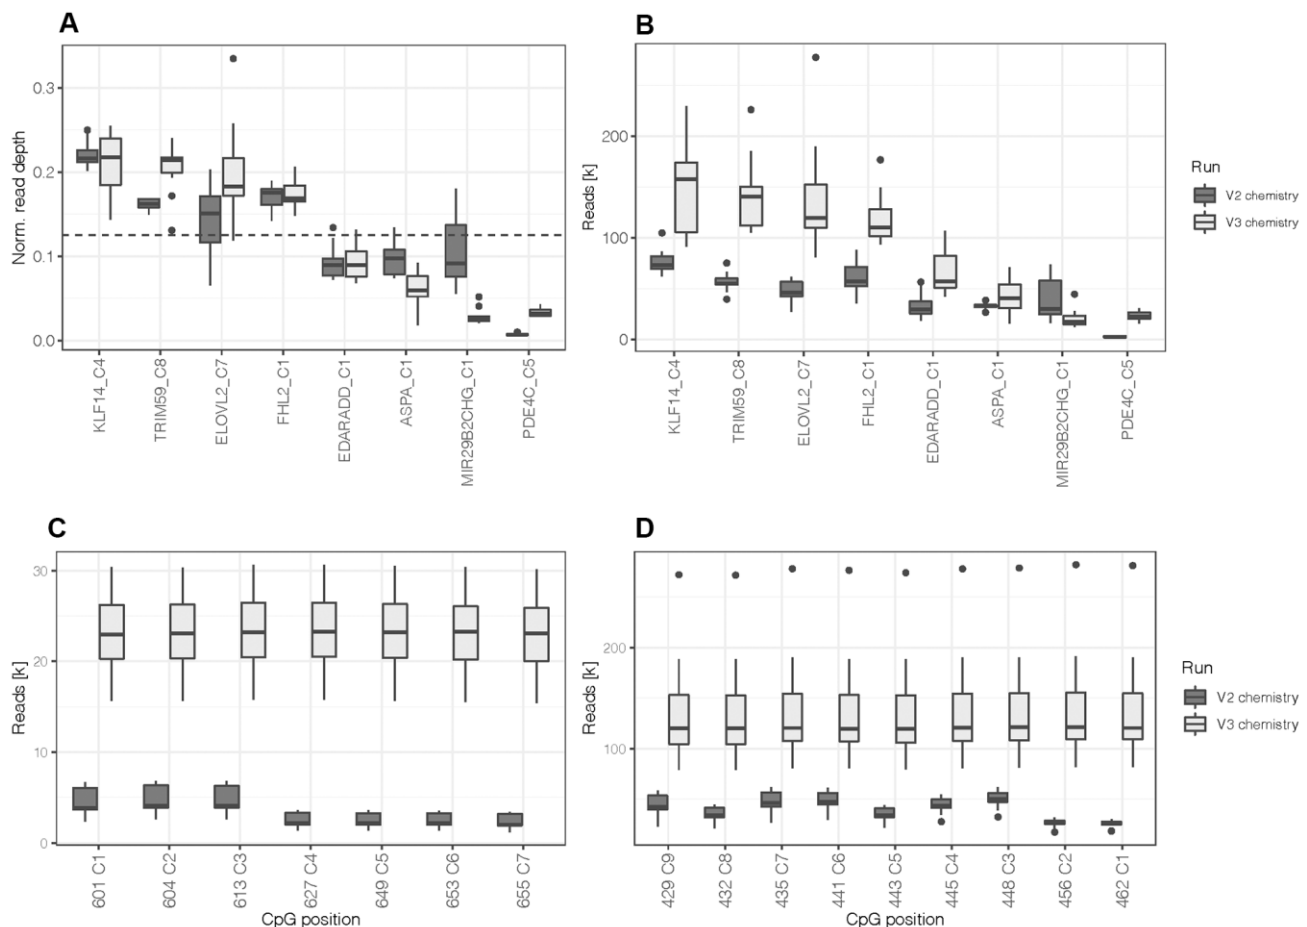 A
Norm. read depth
0.3
0.2
0.1
0.0
KLF14_C4
TRIM59_C8
ELOVL2_C7
FHL2_C1
EDARADD_C1
ASPA_C1
MIR29B2CHG_C1
PDE4C_C5
B
Reads [k]
200
100
0
KLF14_C4
TRIM59_C8
ELOVL2_C7
FHL2_C1
EDARADD_C1
ASPA_C1
MIR29B2CHG_C1
PDE4C_C5
Run
V2 chemistry
V3 chemistry
C
Reads [k]
30
20
10
0
601 C1
604 C2
613 C3
627 C4
649 C5
653 C6
655 C7
CpG position
D
Reads [k]
200
100
429 C9
432 C8
435 C7
441 C6
443 C5
445 C4
448 C3
456 C2
462 C1
CpG position
Run
V2 chemistry
V3 chemistry